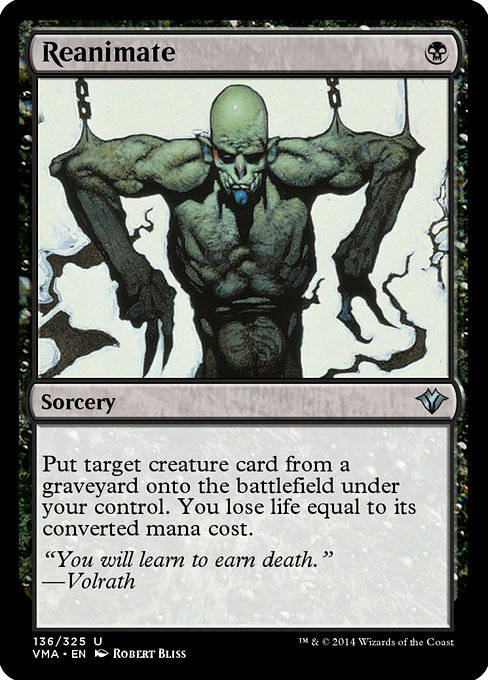 Reanimate
Sorcery
Put target creature card from a
graveyard onto the battlefield under
your control. You lose life equal to its
converted mana cost.
“You will learn to earn death.”
—Volrath
136/325 U
VMA • EN Robert Bliss
™ & © 2014 Wizards of the Coast